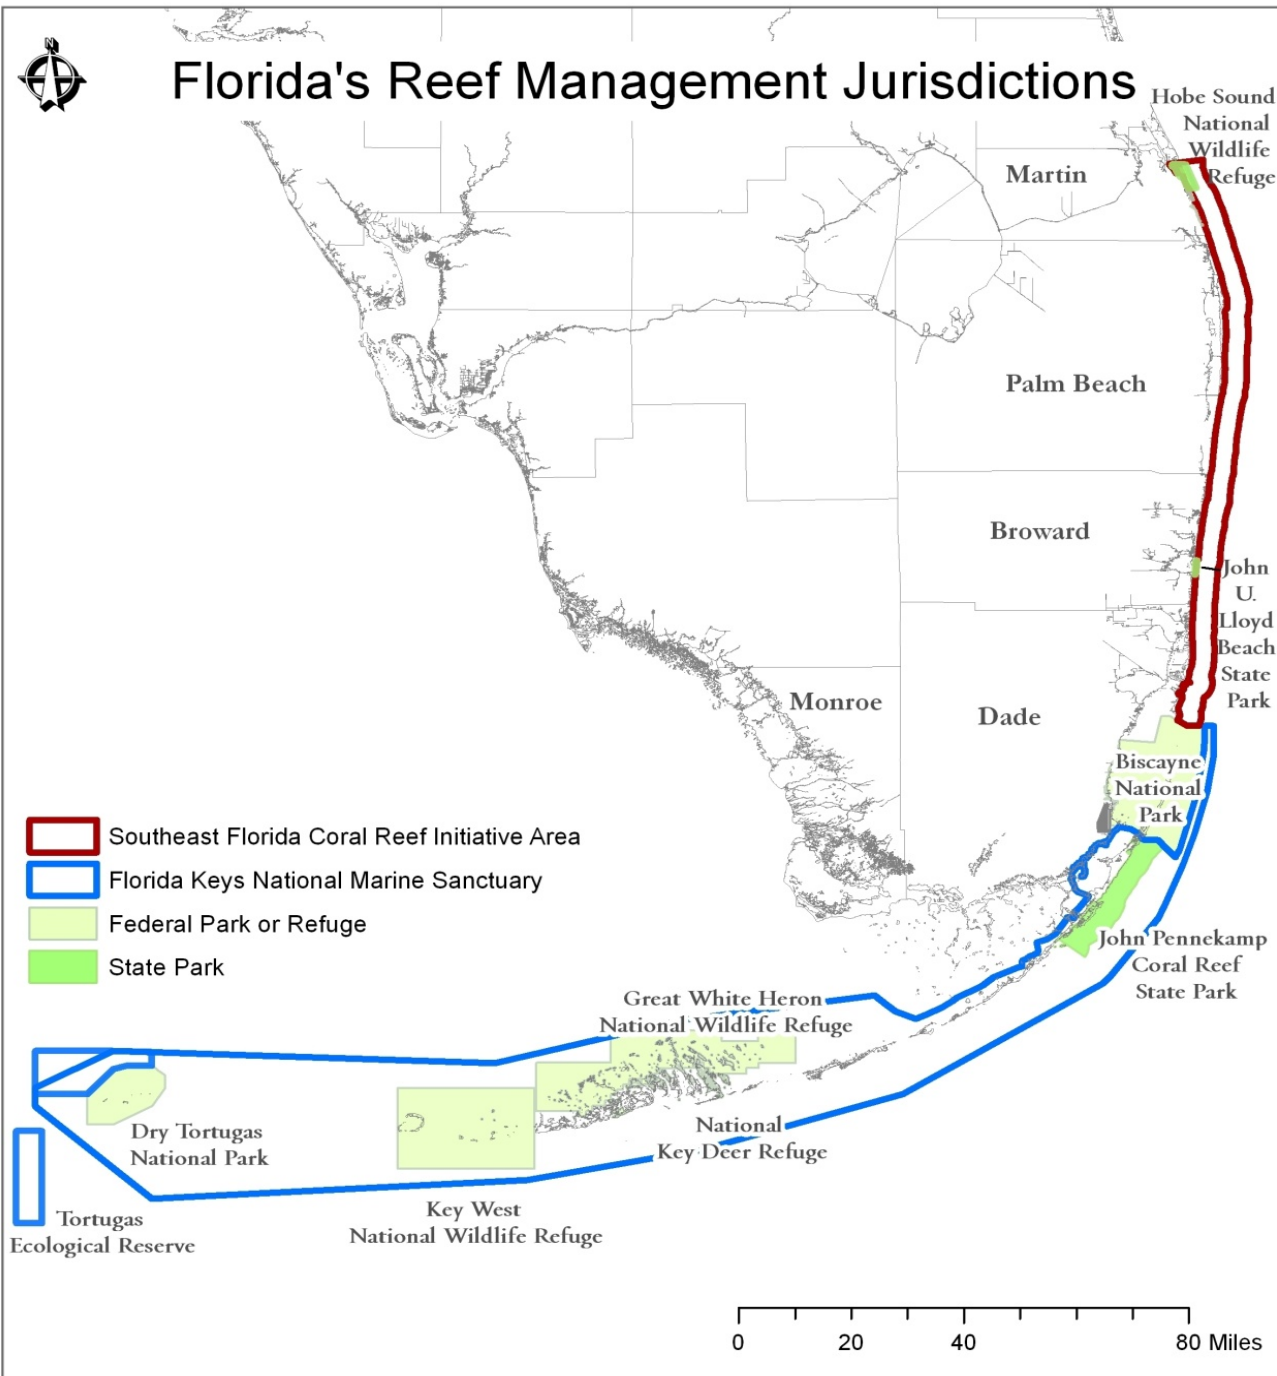 N
Florida's Reef Management Jurisdictions
Hobe Sound
National
Wildlife
Refuge
Martin
Palm Beach
Broward
John
U.
Lloyd
Beach
State
Park
Monroe
Dade
Biscayne
National
Park
Southeast Florida Coral Reef Initiative Area
Florida Keys National Marine Sanctuary
Federal Park or Refuge
State Park
John Pennekamp
Coral Reef
State Park
Great White Heron
National Wildlife Refuge
Dry Tortugas
National Park
National
Key Deer Refuge
Key West
National Wildlife Refuge
Tortugas
Ecological Reserve
0 20 40 80 Miles